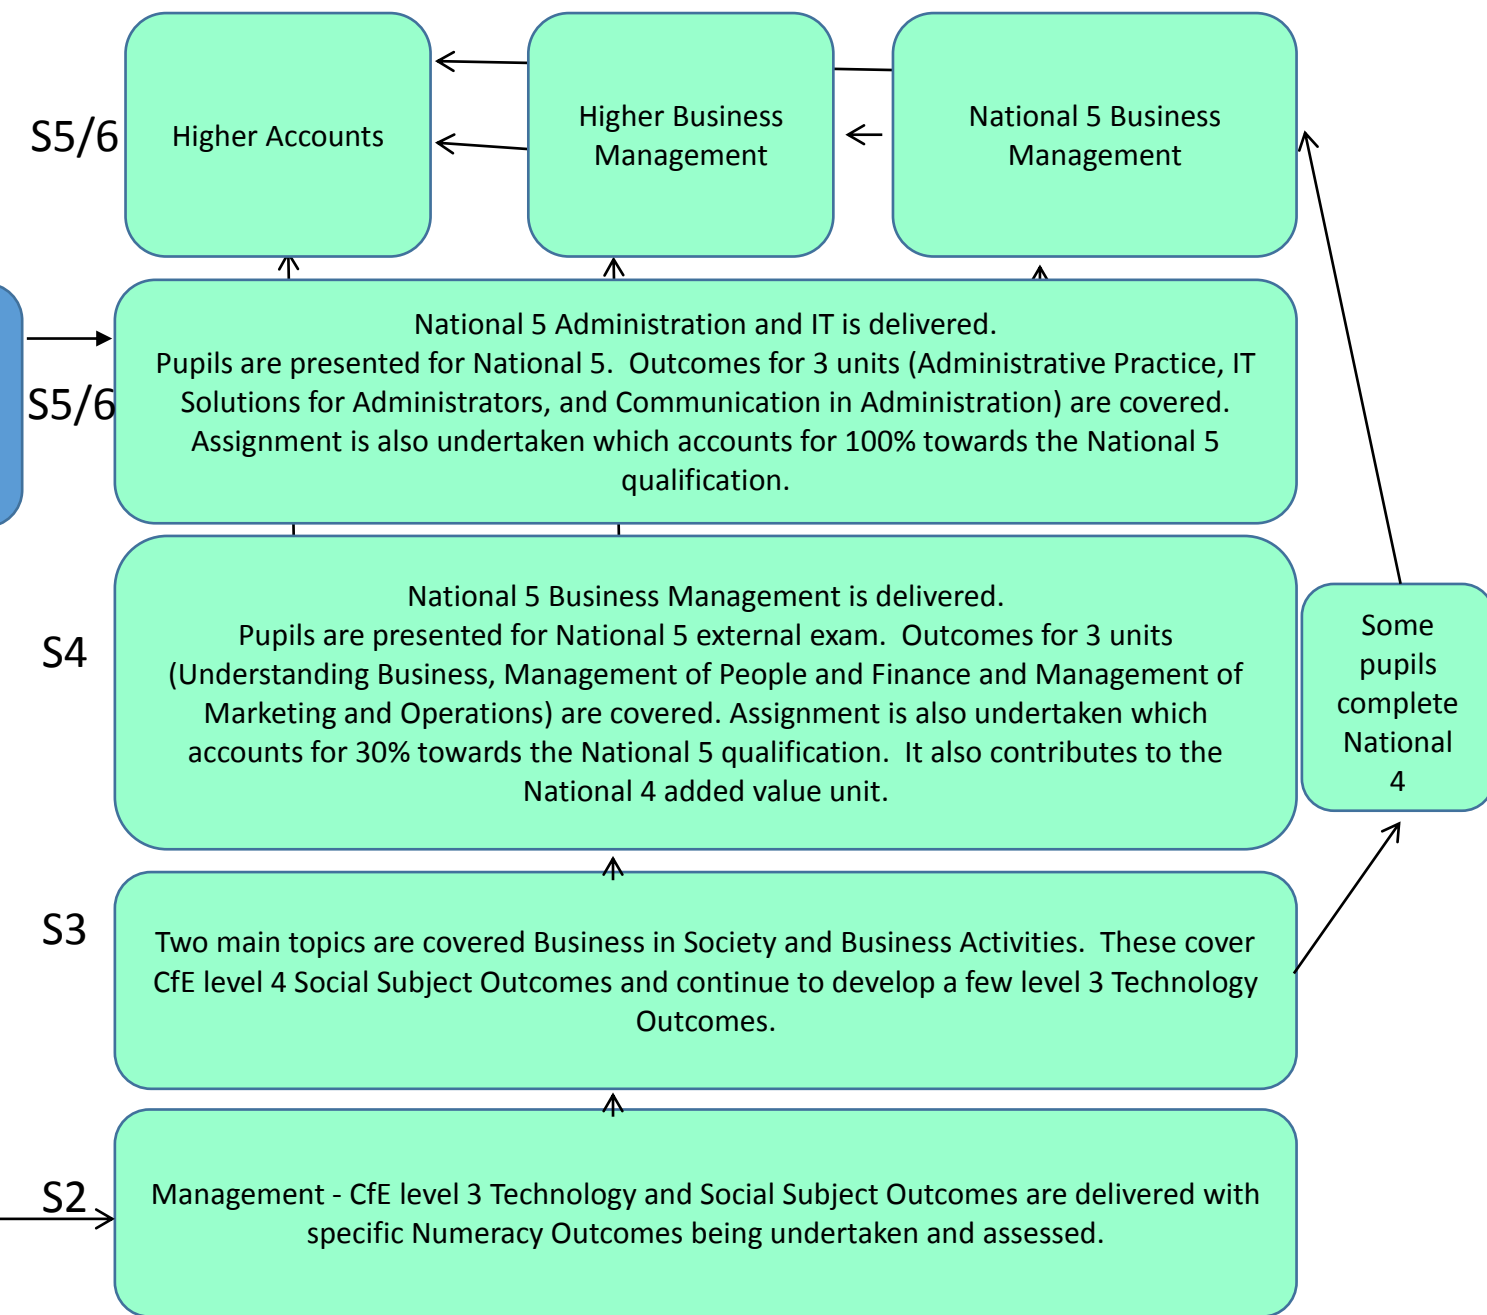 S5/6
Higher Accounts
Higher Business
Management
National 5 Business
Management
S5/6
National 5 Administration and IT is delivered.
Pupils are presented for National 5.  Outcomes for 3 units (Administrative Practice, IT
Solutions for Administrators, and Communication in Administration) are covered.
Assignment is also undertaken which accounts for 100% towards the National 5
qualification.
S4
National 5 Business Management is delivered.
Pupils are presented for National 5 external exam.  Outcomes for 3 units
(Understanding Business, Management of People and Finance and Management of
Marketing and Operations) are covered. Assignment is also undertaken which
accounts for 30% towards the National 5 qualification.  It also contributes to the
National 4 added value unit.
Some
pupils
complete
National
4
S3
Two main topics are covered Business in Society and Business Activities.  These cover
CfE level 4 Social Subject Outcomes and continue to develop a few level 3 Technology
Outcomes.
S2
Management - CfE level 3 Technology and Social Subject Outcomes are delivered with
specific Numeracy Outcomes being undertaken and assessed.